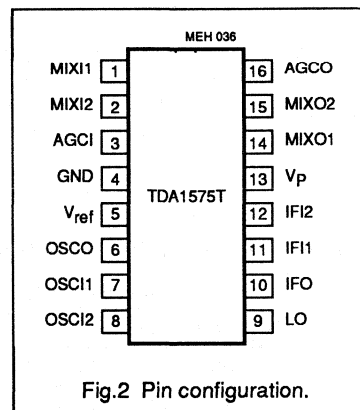 MEH 036
MIXI1 1 16 AGCO
MIXI2 2 15 MIXO2
AGCI 3 14 MIXO1
GND 4 13 VP
TDA1575T
Vref 5 12 IFI2
OSCO 6 11 IFI1
OSCI1 7 10 IFO
OSCI2 8 9 LO
Fig.2 Pin configuration.